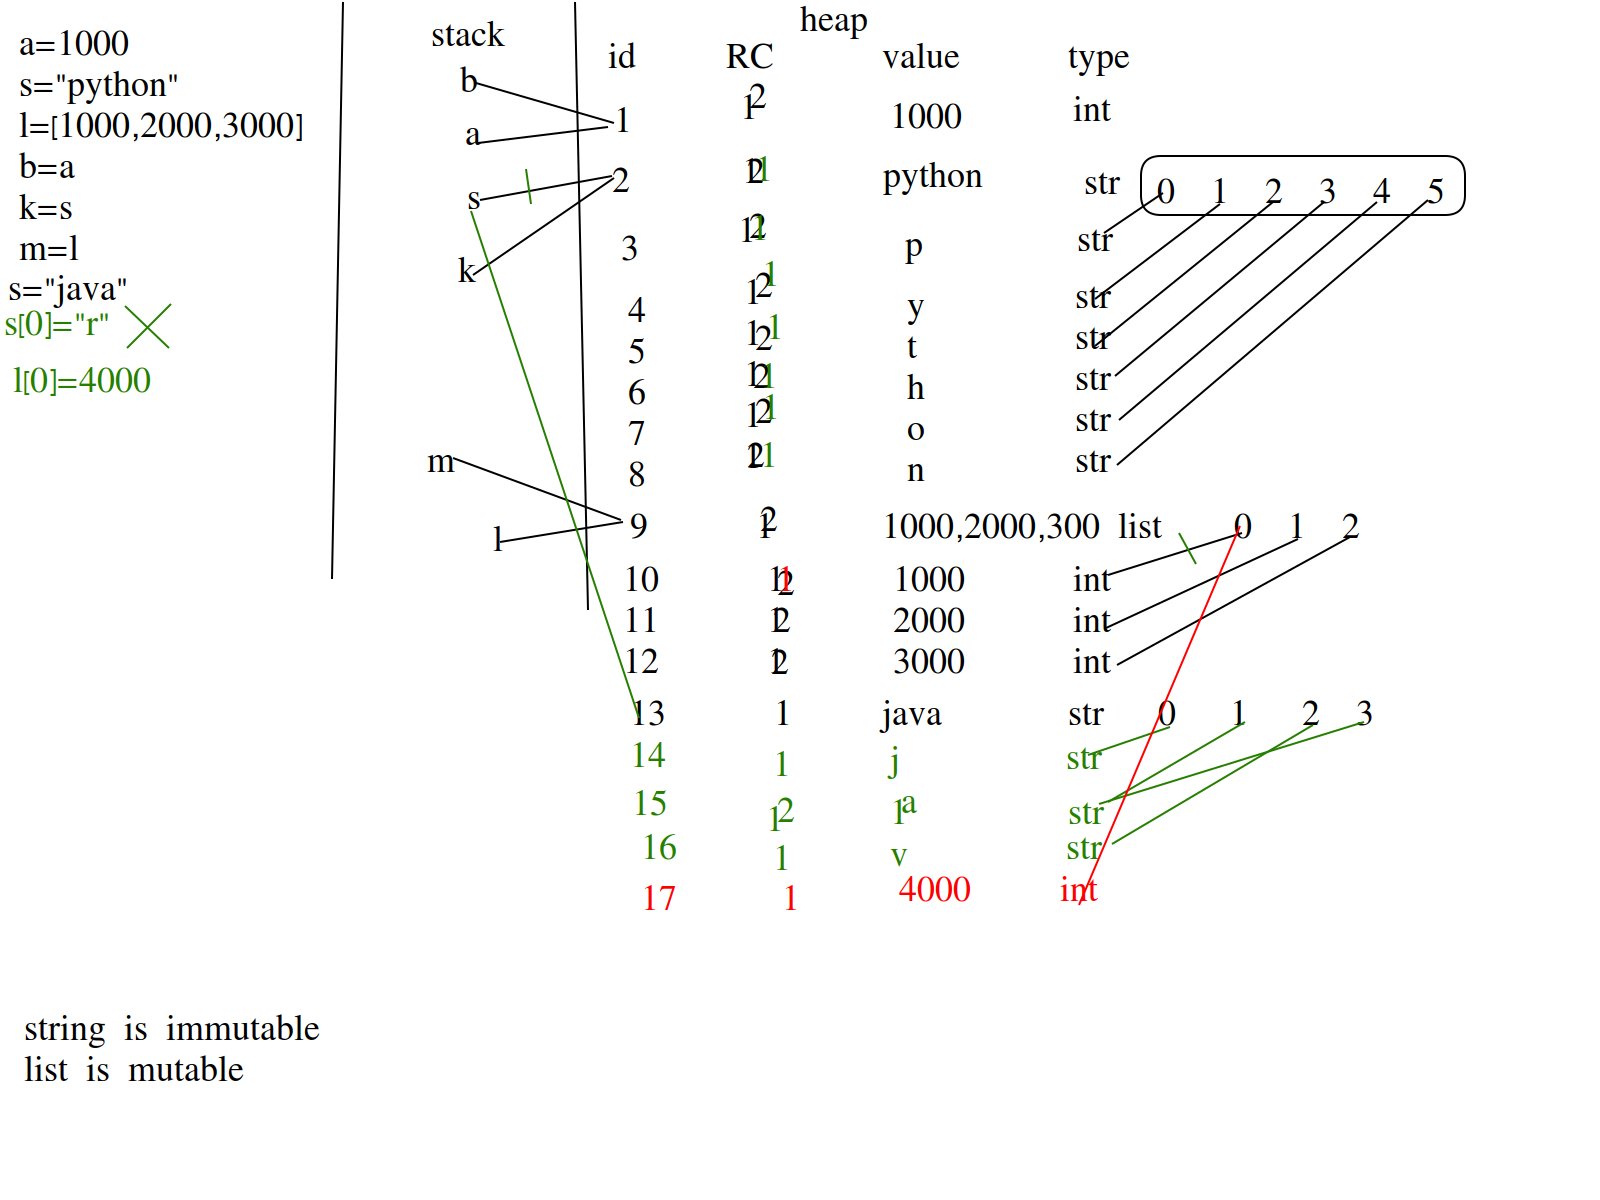 a=1000
s="python"
l=[1000,2000,3000]
b=a
k=s
m=l
s="java"
s[0]="r"
l[0]=4000
stack
b
a
s
k
m
l
heap
id RC value type
1 1 2 1000 int
2 1 2 1 python str 0 1 2 3 4 5
3 1 2 1 p str
4 1 2 1 y str
5 1 2 1 t str
6 1 2 1 h str
7 1 2 1 o str
8 1 2 1 n str
9 1 2 1000,2000,300 list 0 1 2
10 1 2 1 1000 int
11 1 2 2000 int
12 1 2 3000 int
13 1 java str 0 1 2 3
14 1 j str
15 1 2 1 a str
16 1 v str
17 1 4000 int
string is immutable
list is mutable